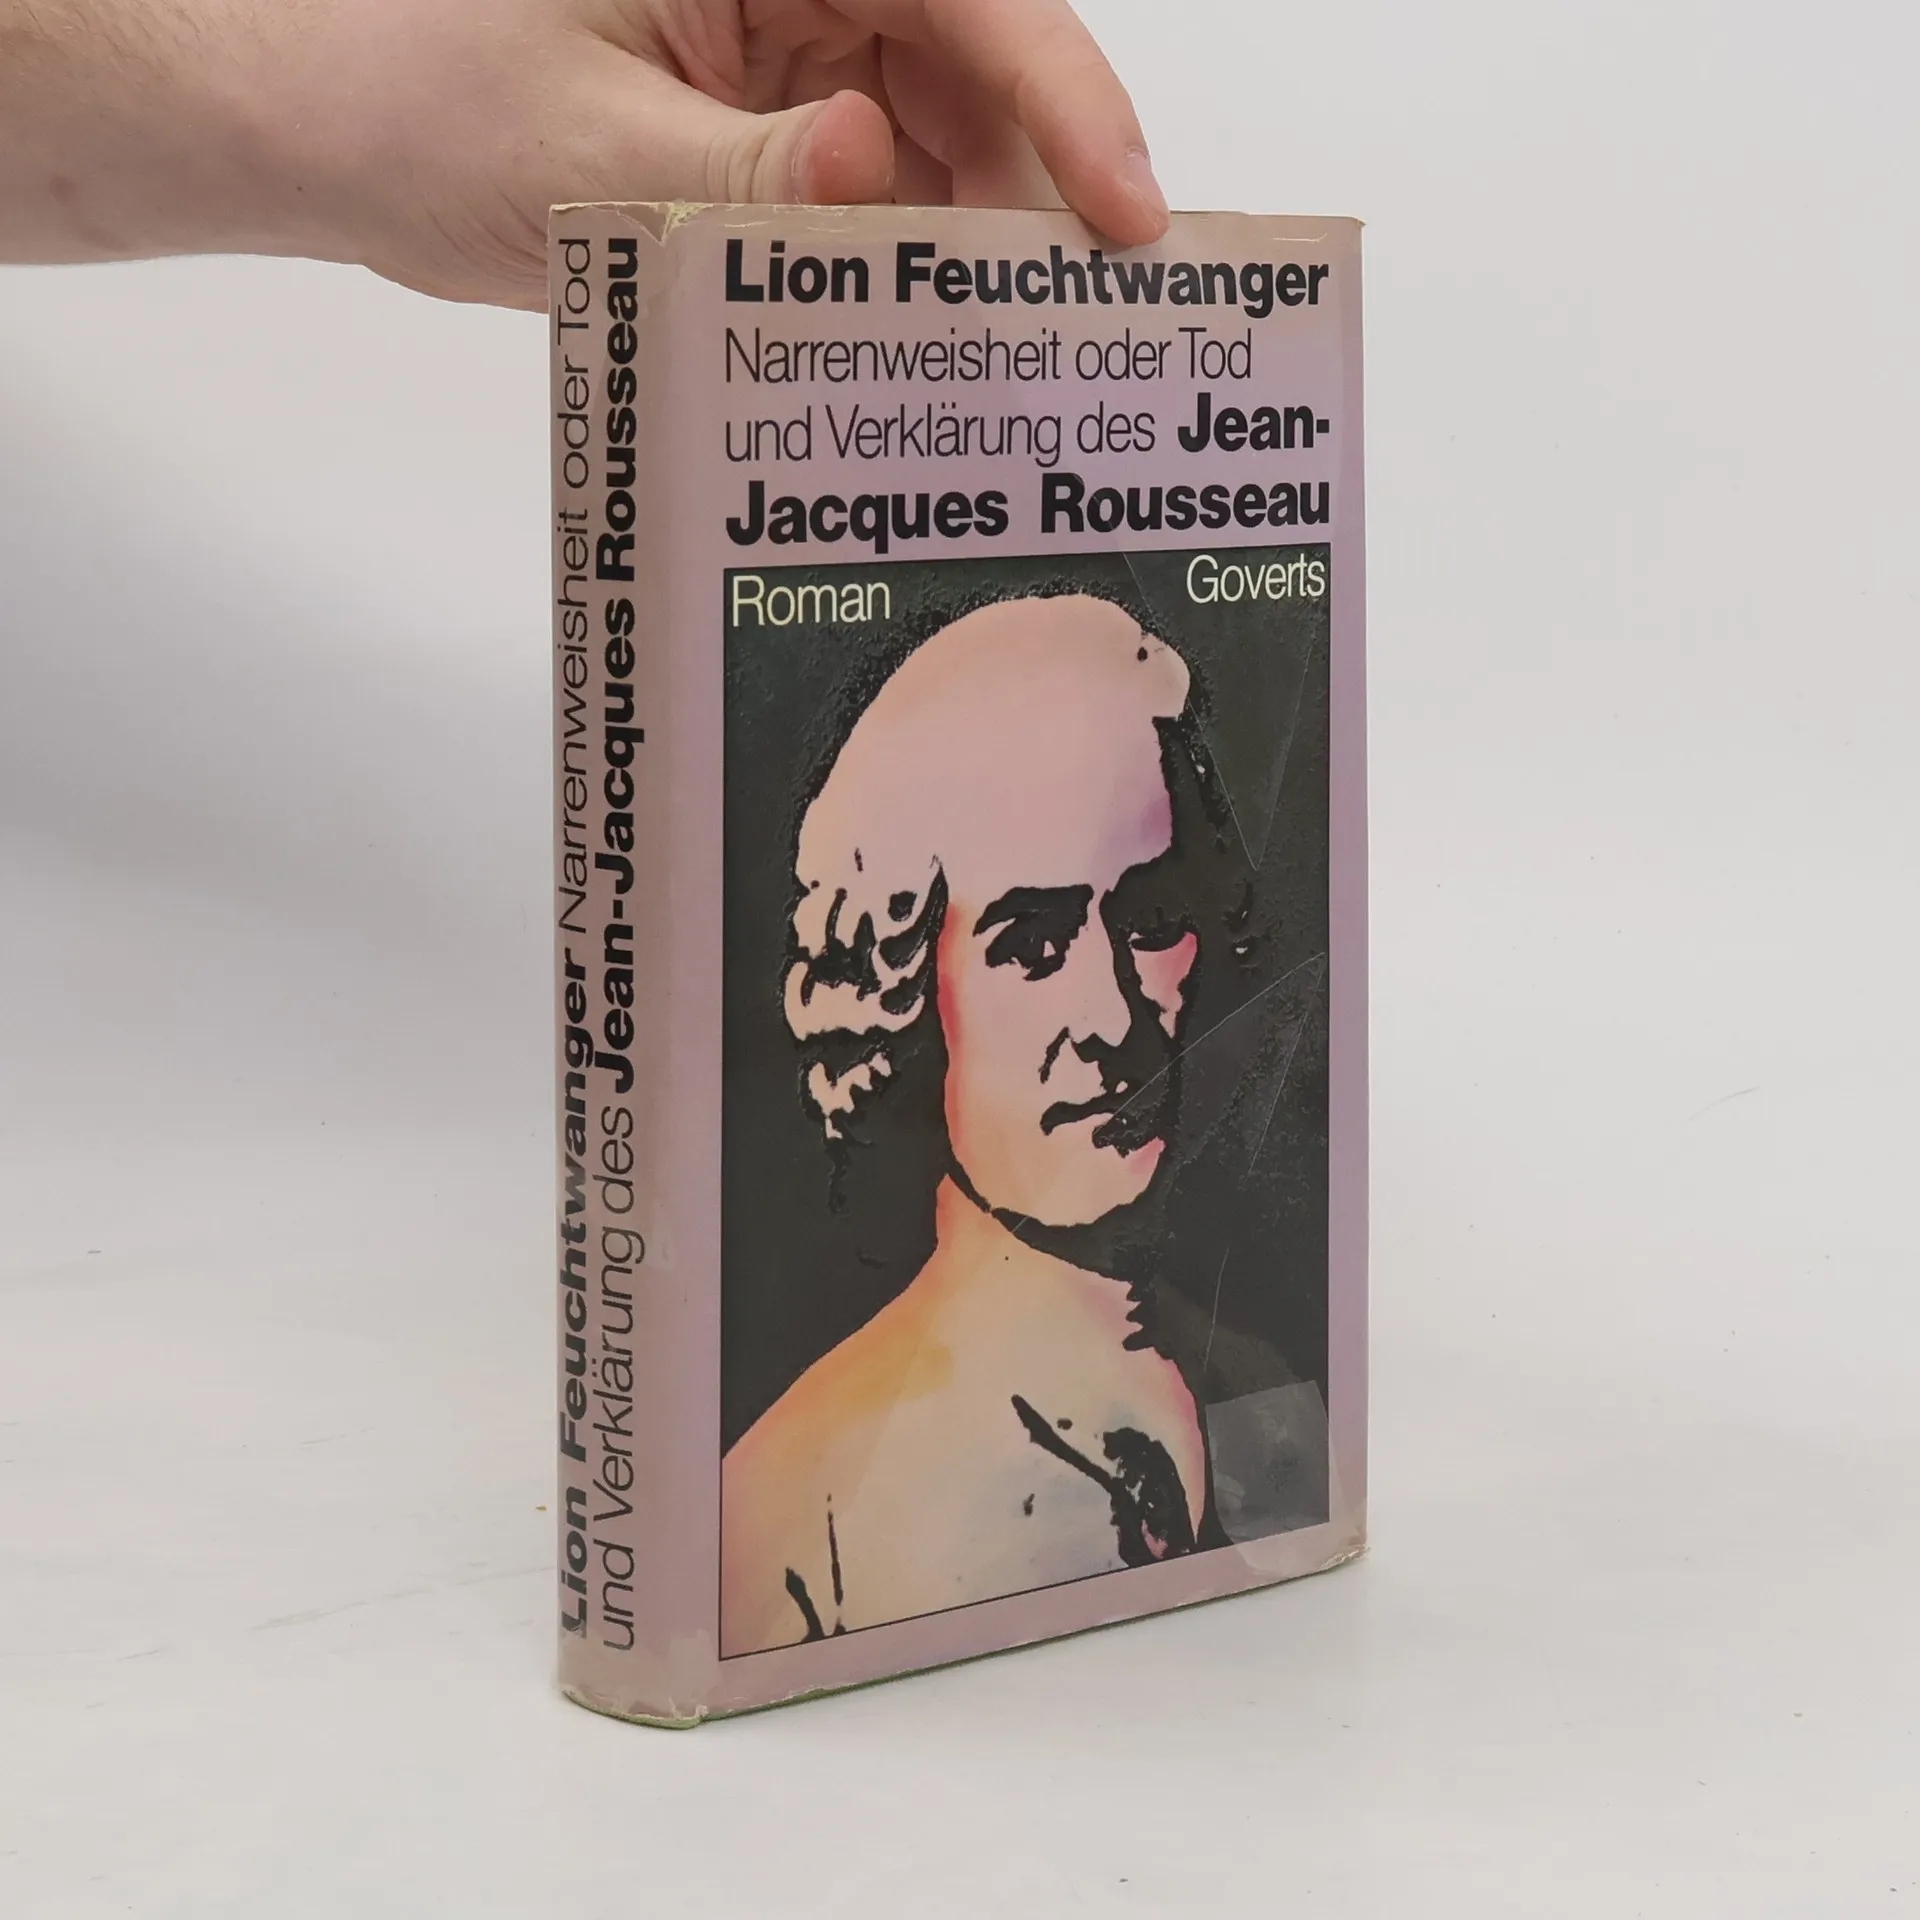 Lion Feuchtwanger Narrenweisheit oder Tod
und Verklärung des Jean-Jacques Rousseau
Lion Feuchtwanger
Narrenweisheit oder Tod
und Verklärung des Jean-
Jacques Rousseau
Roman
Goverts